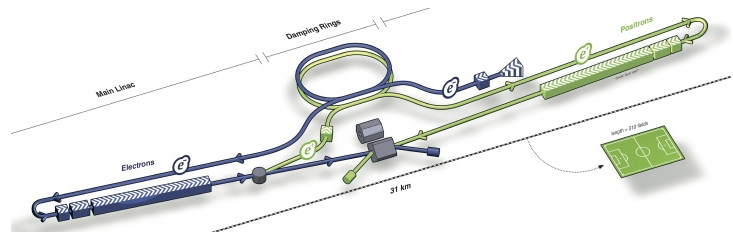 Damping Rings
Main Linac
Positrons
e⁻
e⁺
Electrons
e⁻
e⁺
31 km
length = 310 fields